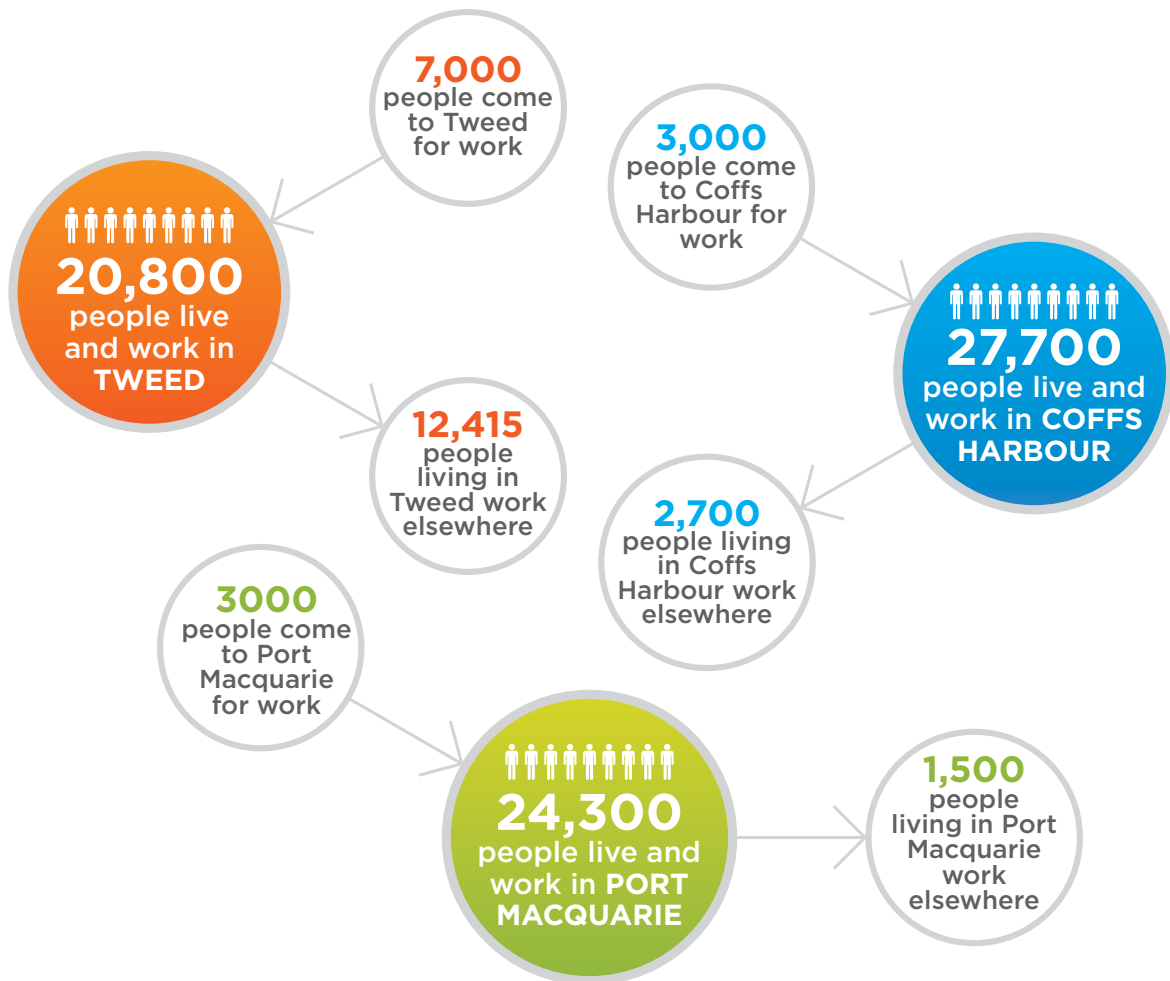 7,000
people come
to Tweed
for work
3,000
people come
to Coffs
Harbour for
work
20,800
people live
and work in
TWEED
27,700
people live and
work in COFFS
HARBOUR
12,415
people
living in
Tweed work
elsewhere
2,700
people living
in Coffs
Harbour work
elsewhere
3000
people come
to Port
Macquarie
for work
24,300
people live and
work in PORT
MACQUARIE
1,500
people
living in Port
Macquarie
work
elsewhere